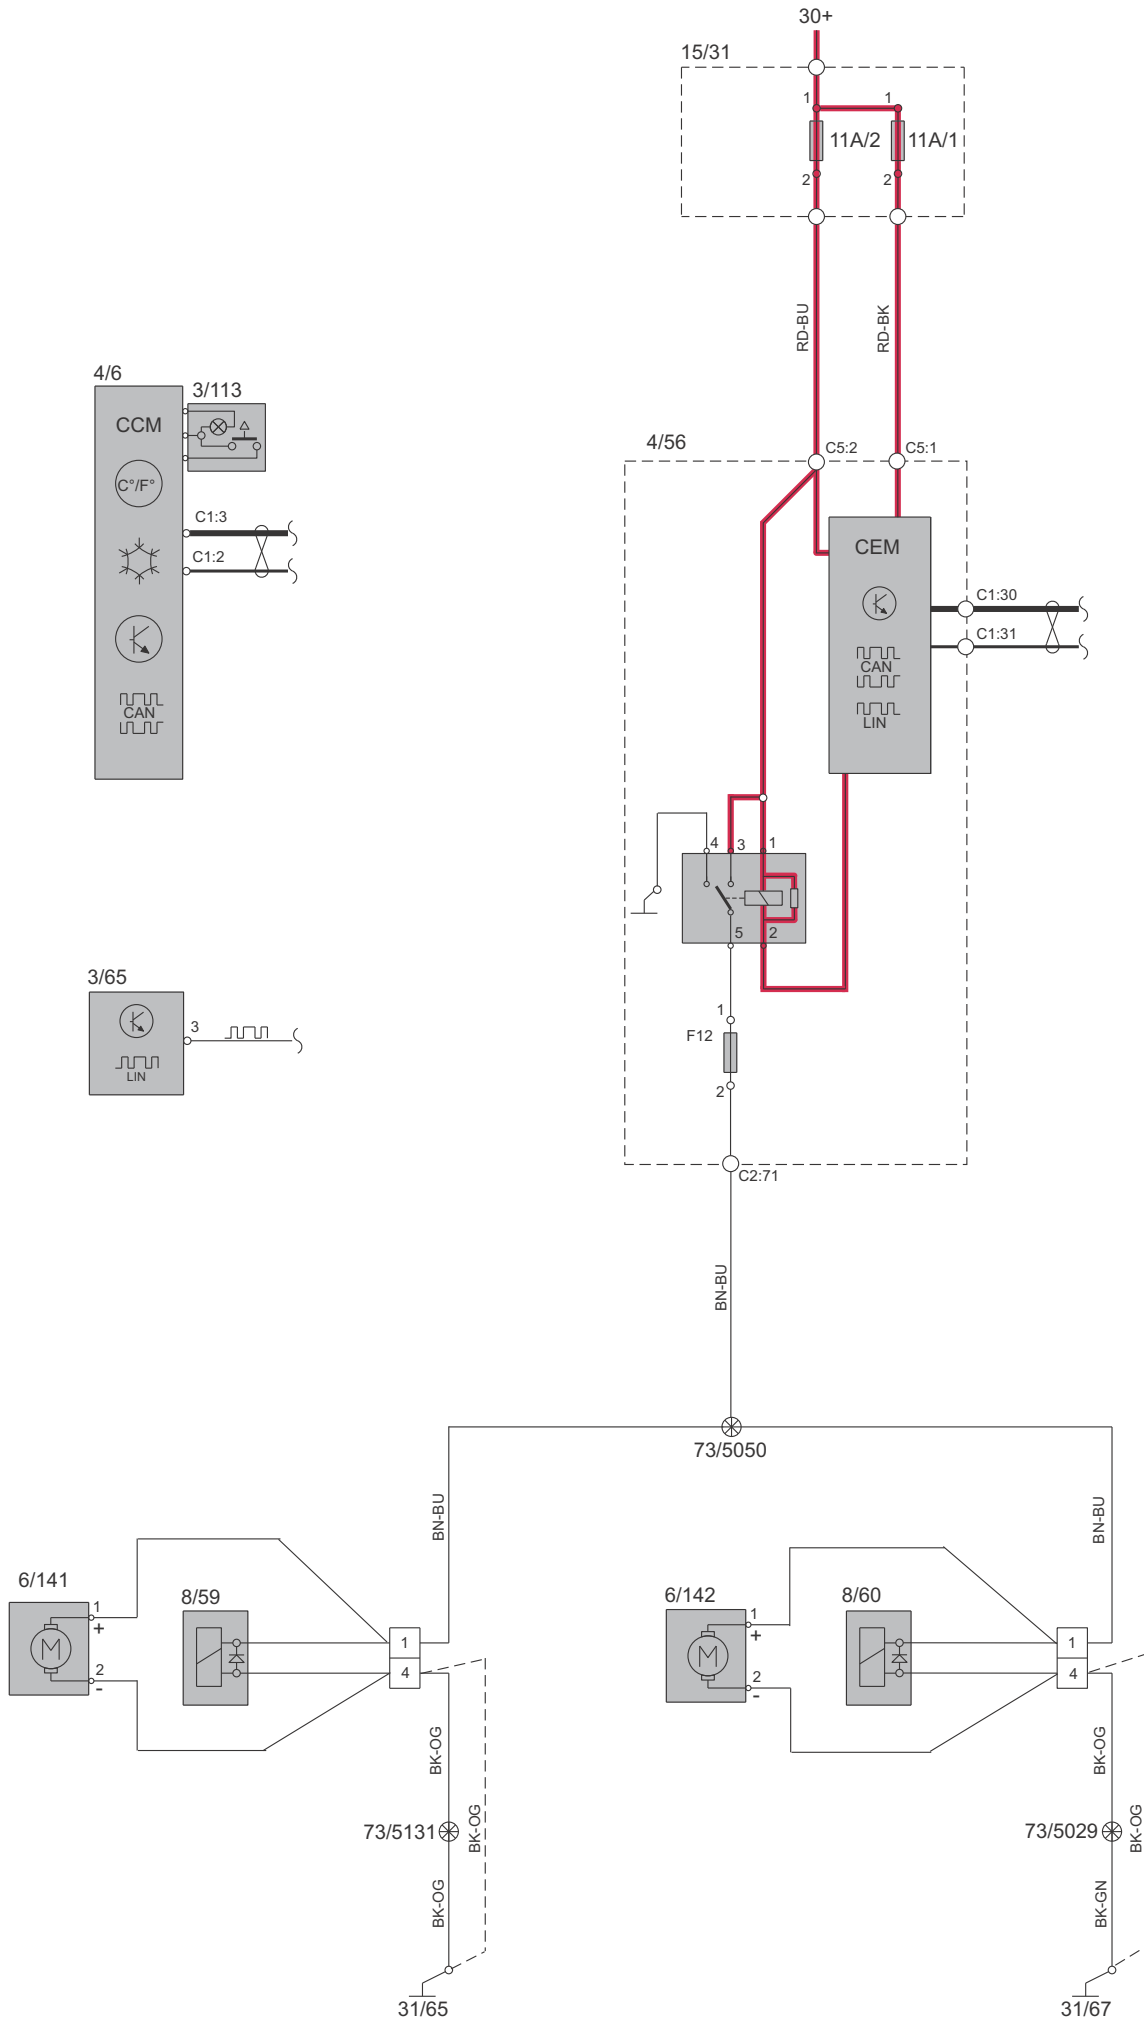 30+
15/31
1
1
11A/2
11A/1
2
2
RD-BU
RD-BK
4/6
3/113
CCM
C°/F°
C1:3
C1:2
CAN
4/56
C5:2
C5:1
CEM
C1:30
C1:31
CAN
LIN
4
3
1
5
2
3/65
3
LIN
1
F12
2
C2:71
BN-BU
73/5050
BN-BU
BN-BU
6/141
1
+
M
2
-
8/59
1
4
6/142
1
+
M
2
-
8/60
1
4
BK-OG
BK-OG
73/5131
BK-OG
73/5029
BK-OG
BK-OG
BK-GN
31/65
31/67